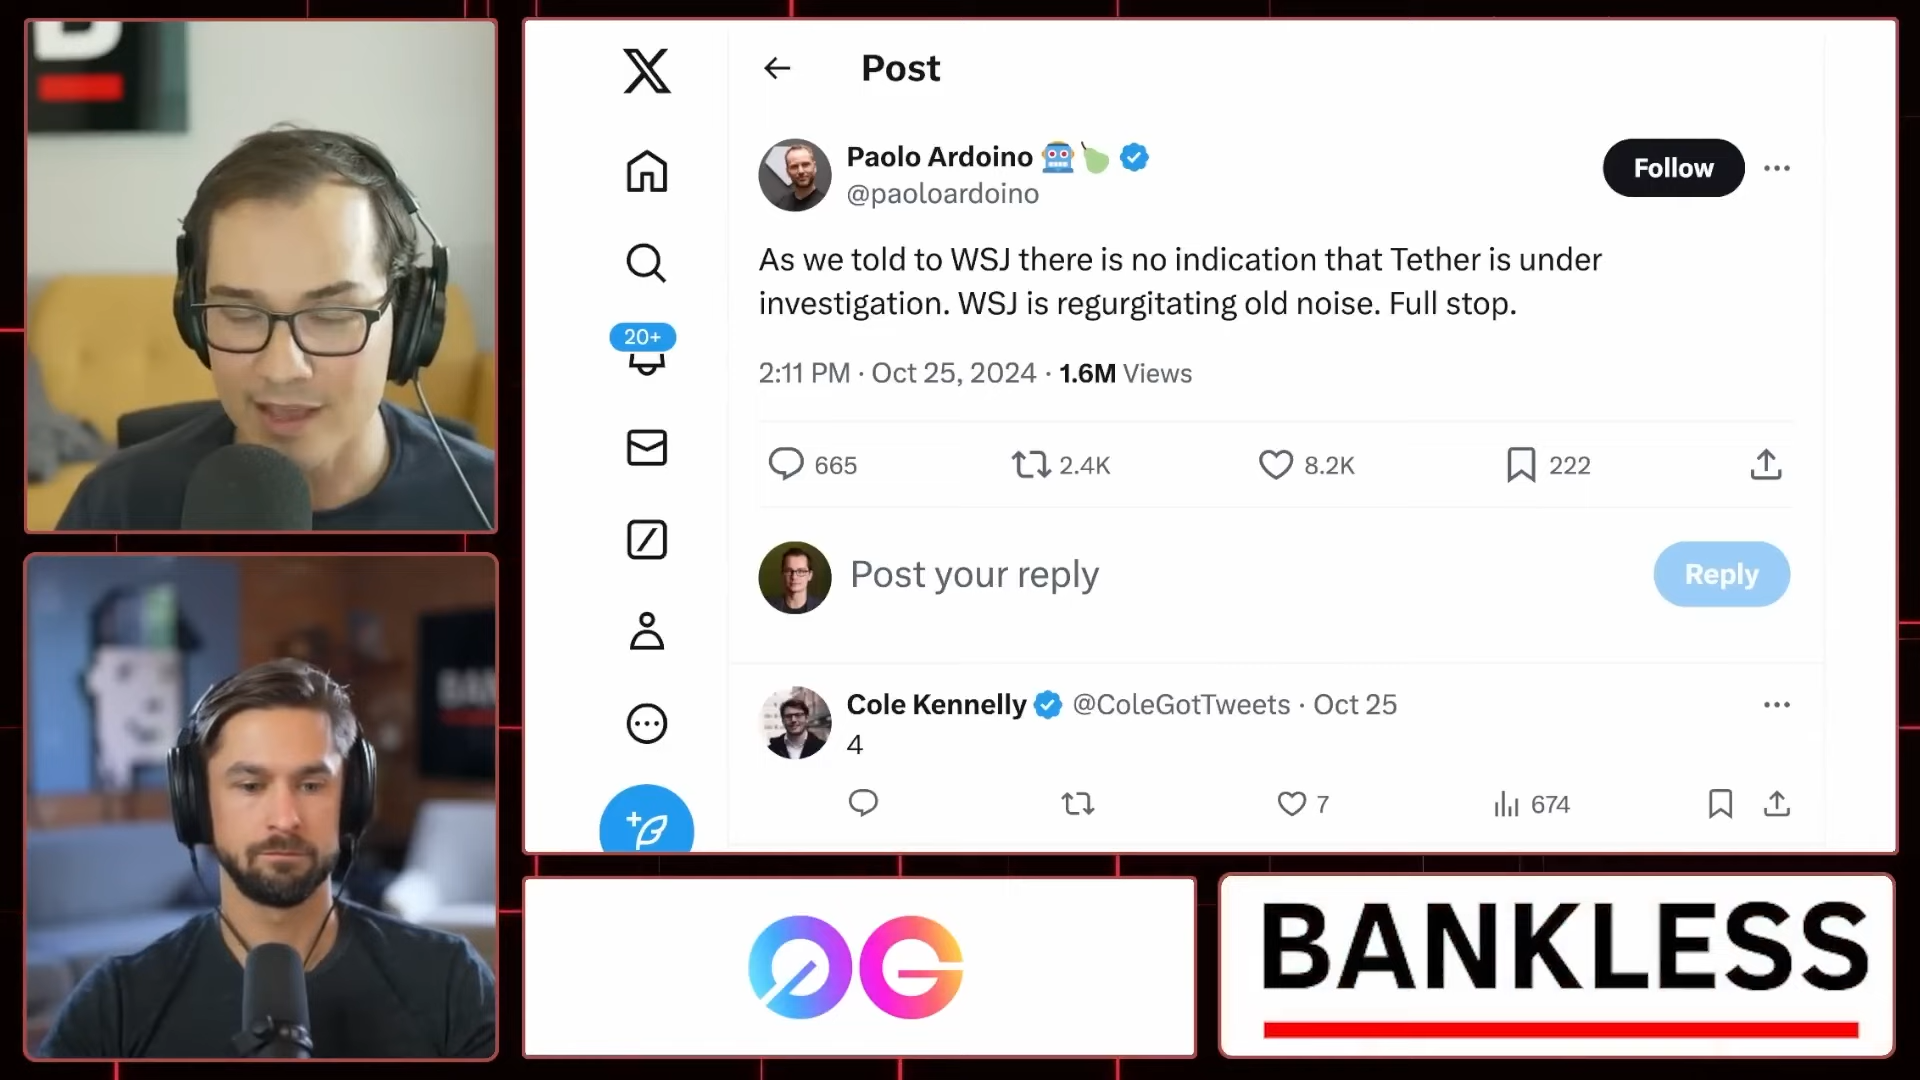 Post
Paolo Ardoino
@paoloardoino
Follow
As we told to WSJ there is no indication that Tether is under
investigation. WSJ is regurgitating old noise. Full stop.
2:11 PM · Oct 25, 2024 · 1.6M Views
665 2.4K 8.2K 222
20+
Post your reply
Reply
Cole Kennelly @ColeGotTweets · Oct 25
4
7 674
0G
BANKLESS